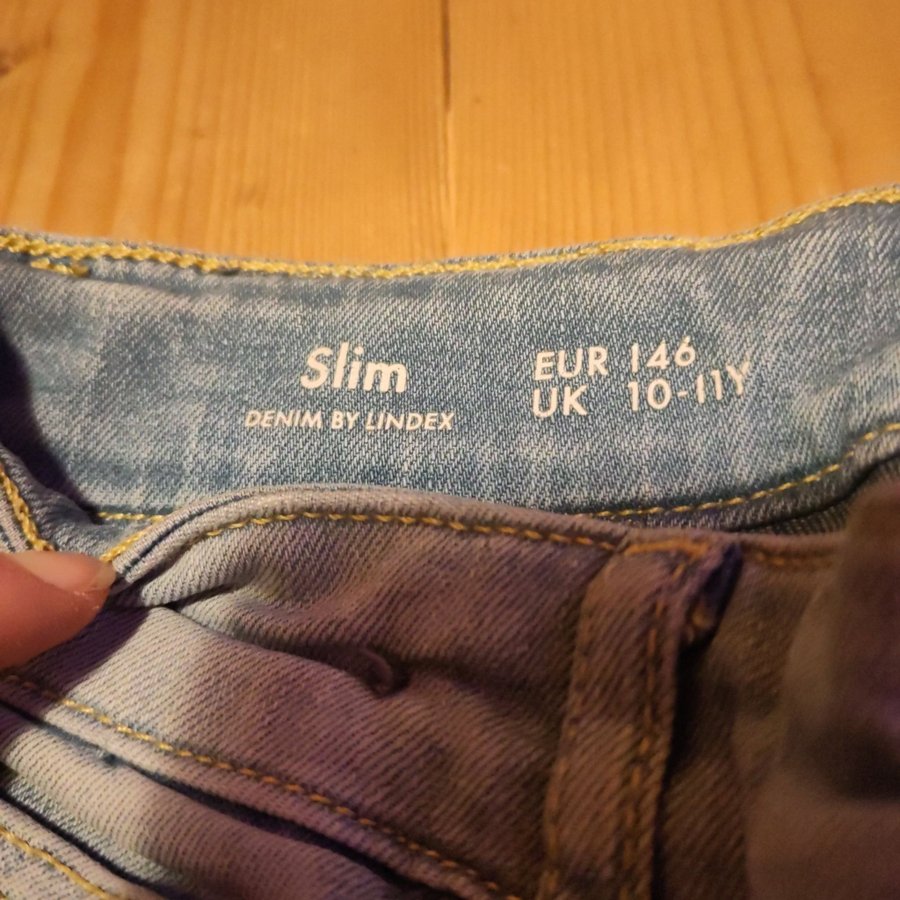 Slim
DENIM BY LINDEX
EUR 146
UK 10-11Y